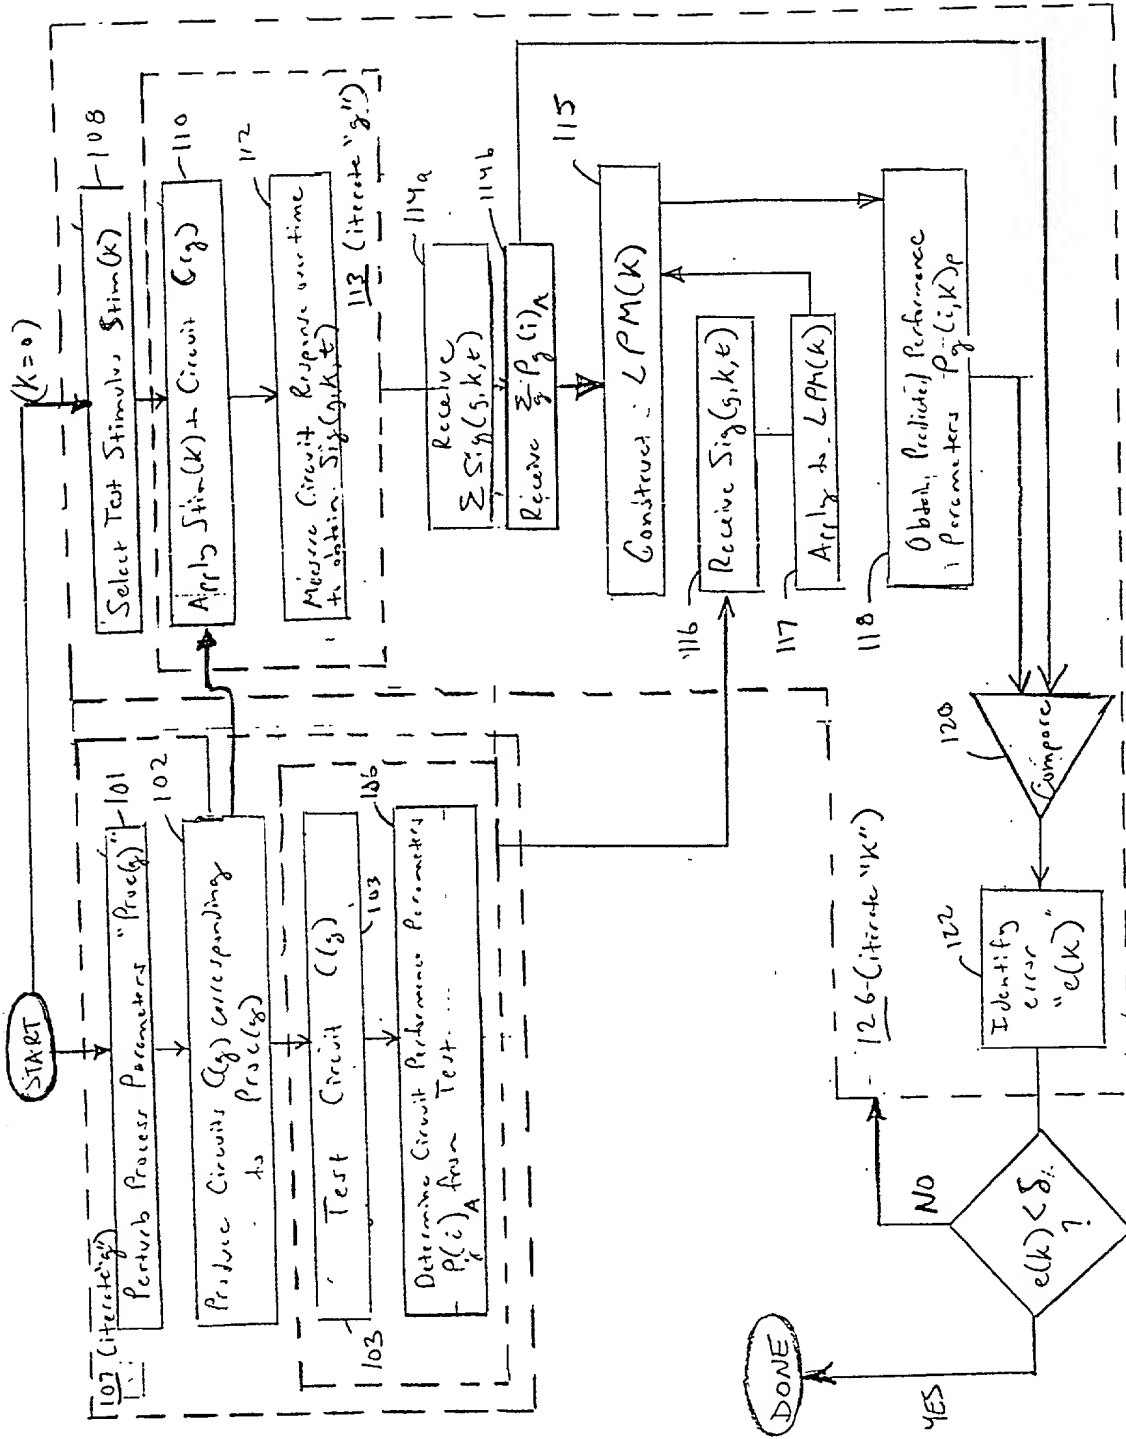 START
(K=0)
107 (iterate "g")
Perturb Process Parameters "Proc(g)"
101
102
Produce Circuits C(g) corresponding
to Proc(g)
Test Circuit C(g)
103
103
106
Determine Circuit Performance Parameters
Pg(i)A from Test....
Select Test Stimulus Stim(K)
108
Apply Stim(K) to Circuit C(g)
110
Measure Circuit Response over time
to obtain Sig(g,K,t)
112
113 (iterate "g")
Receive
Σ Sig(g,k,t)
114a
Receive Σ Pg(i)A
g
114b
Construct LPM(K)
115
116
Receive Sig(g,k,t)
117
Apply to LPM(K)
118
Obtain Predicted Performance
Parameters Pg(i,K)P
120
Compare
122
Identify
error
"e(K)"
126 (iterate "K")
e(k) < δ
?
NO
YES
DONE